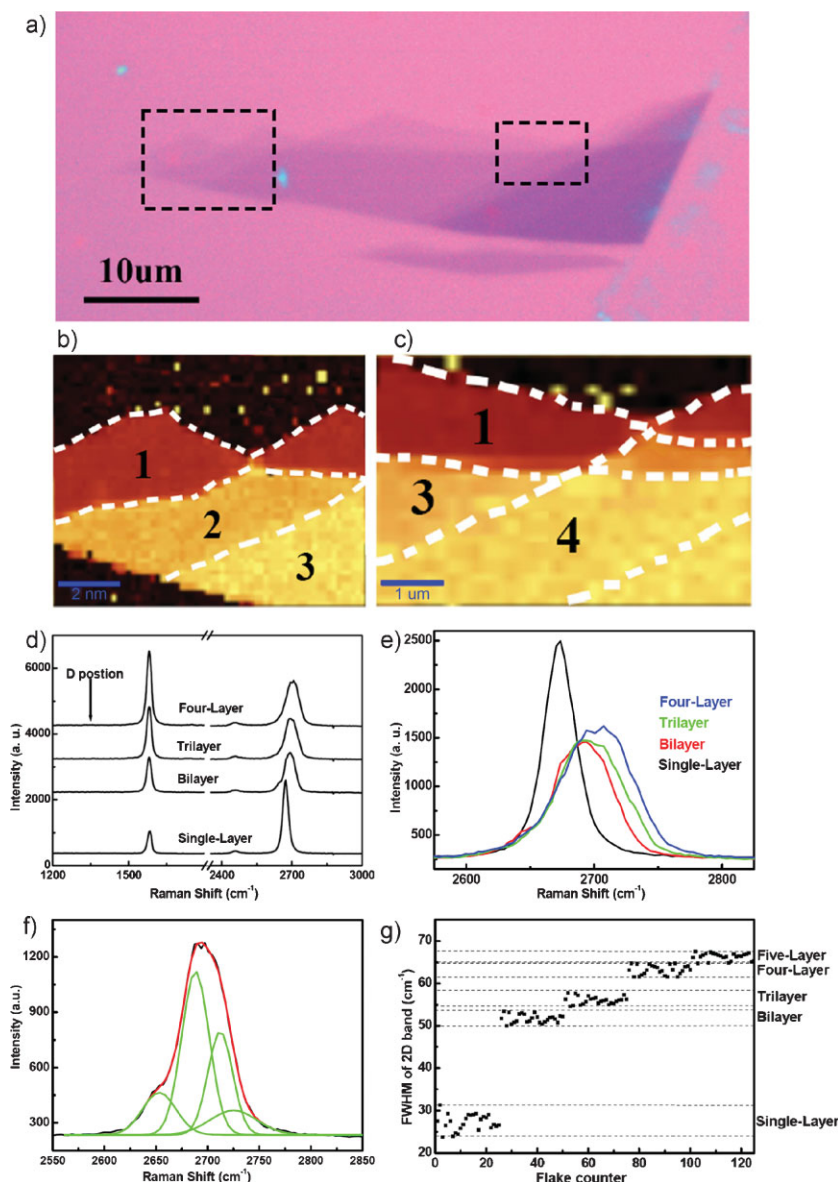 a)
10um
b)
1
2
3
2 nm
c)
1
3
4
1 um
d)
6000
4000
2000
0
D postion
Four-Layer
Trilayer
Bilayer
Single-Layer
1200 1500 2400 2700 3000
Raman Shift (cm-1)
Intensity (a. u.)
e)
2500
2000
1500
1000
500
Four-Layer
Trilayer
Bilayer
Single-Layer
2600 2700 2800
Raman Shift (cm-1)
Intensity (a. u.)
f)
1200
900
600
300
2550 2600 2650 2700 2750 2800 2850
Raman Shift (cm-1)
Intensity (a.u.)
g)
70
65
60
55
50
45
40
35
30
25
20
Five-Layer
Four-Layer
Trilayer
Bilayer
Single-Layer
0 20 40 60 80 100 120
Flake counter
FWHM of 2D band (cm-1)